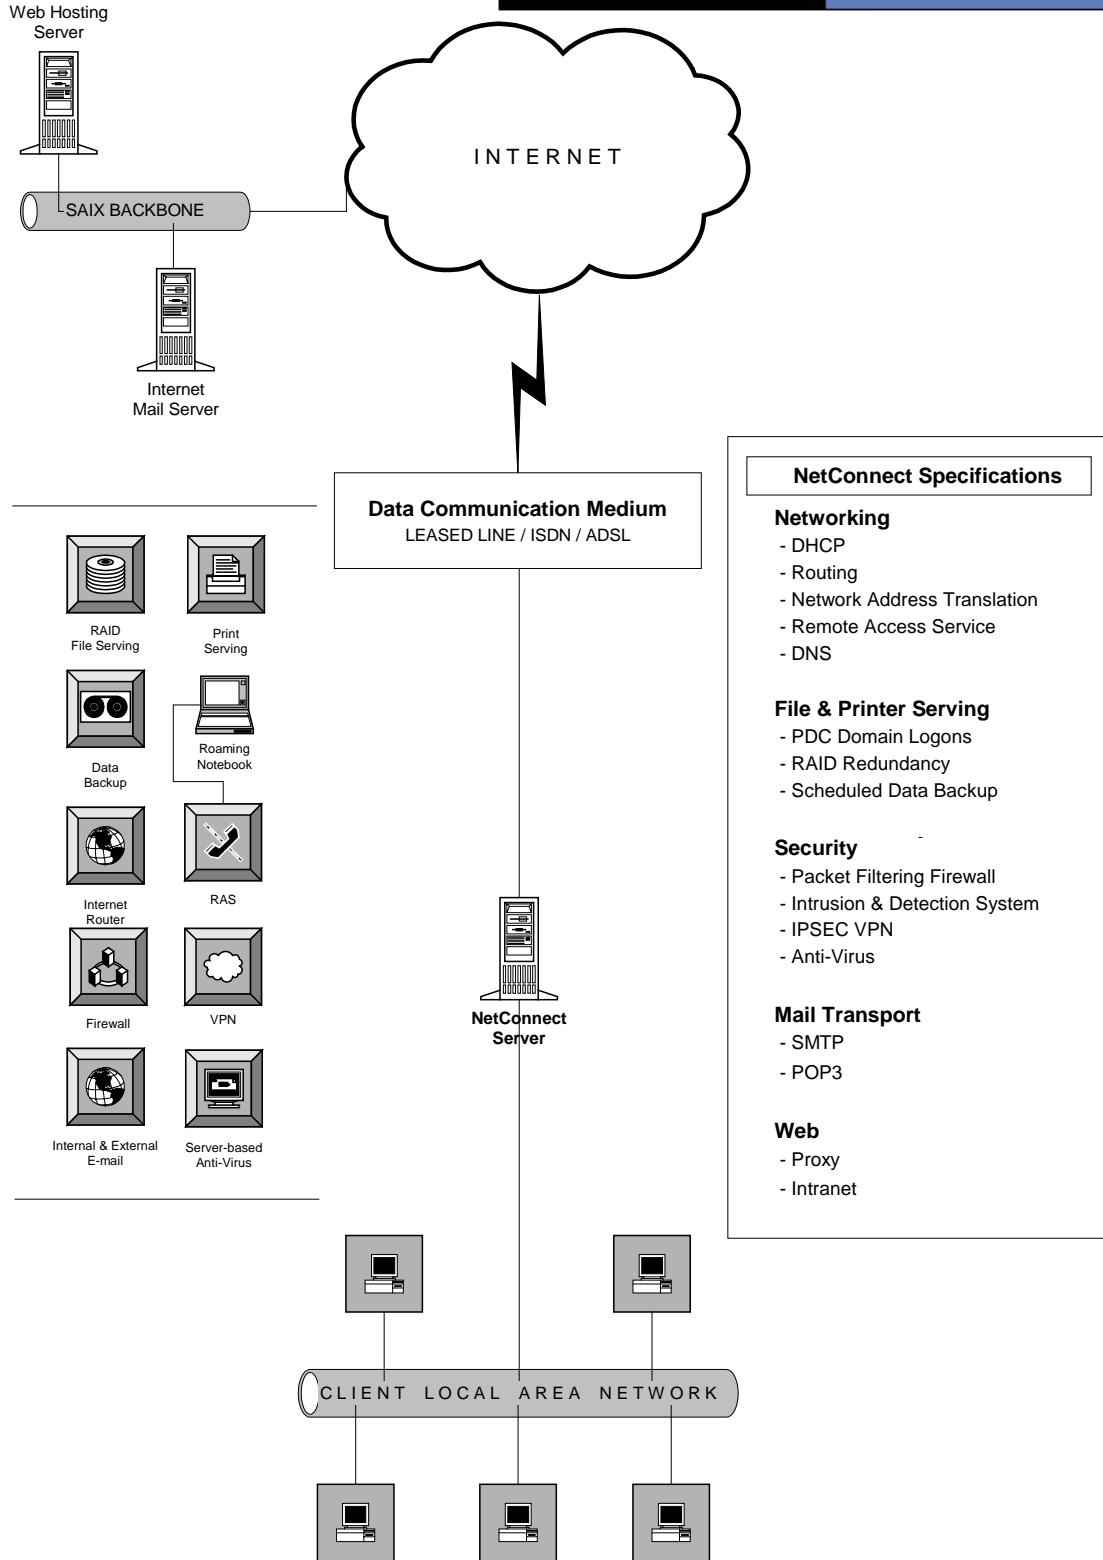 Web Hosting
Server
INTERNET
SAIX BACKBONE
Internet
Mail Server
Data Communication Medium
LEASED LINE / ISDN / ADSL
RAID
File Serving
Print
Serving
Data
Backup
Roaming
Notebook
Internet
Router
RAS
Firewall
VPN
Internal & External
E-mail
Server-based
Anti-Virus
NetConnect
Server
NetConnect Specifications
Networking
- DHCP
- Routing
- Network Address Translation
- Remote Access Service
- DNS
File & Printer Serving
- PDC Domain Logons
- RAID Redundancy
- Scheduled Data Backup
-
Security
- Packet Filtering Firewall
- Intrusion & Detection System
- IPSEC VPN
- Anti-Virus
Mail Transport
- SMTP
- POP3
Web
- Proxy
- Intranet
CLIENT LOCAL AREA NETWORK